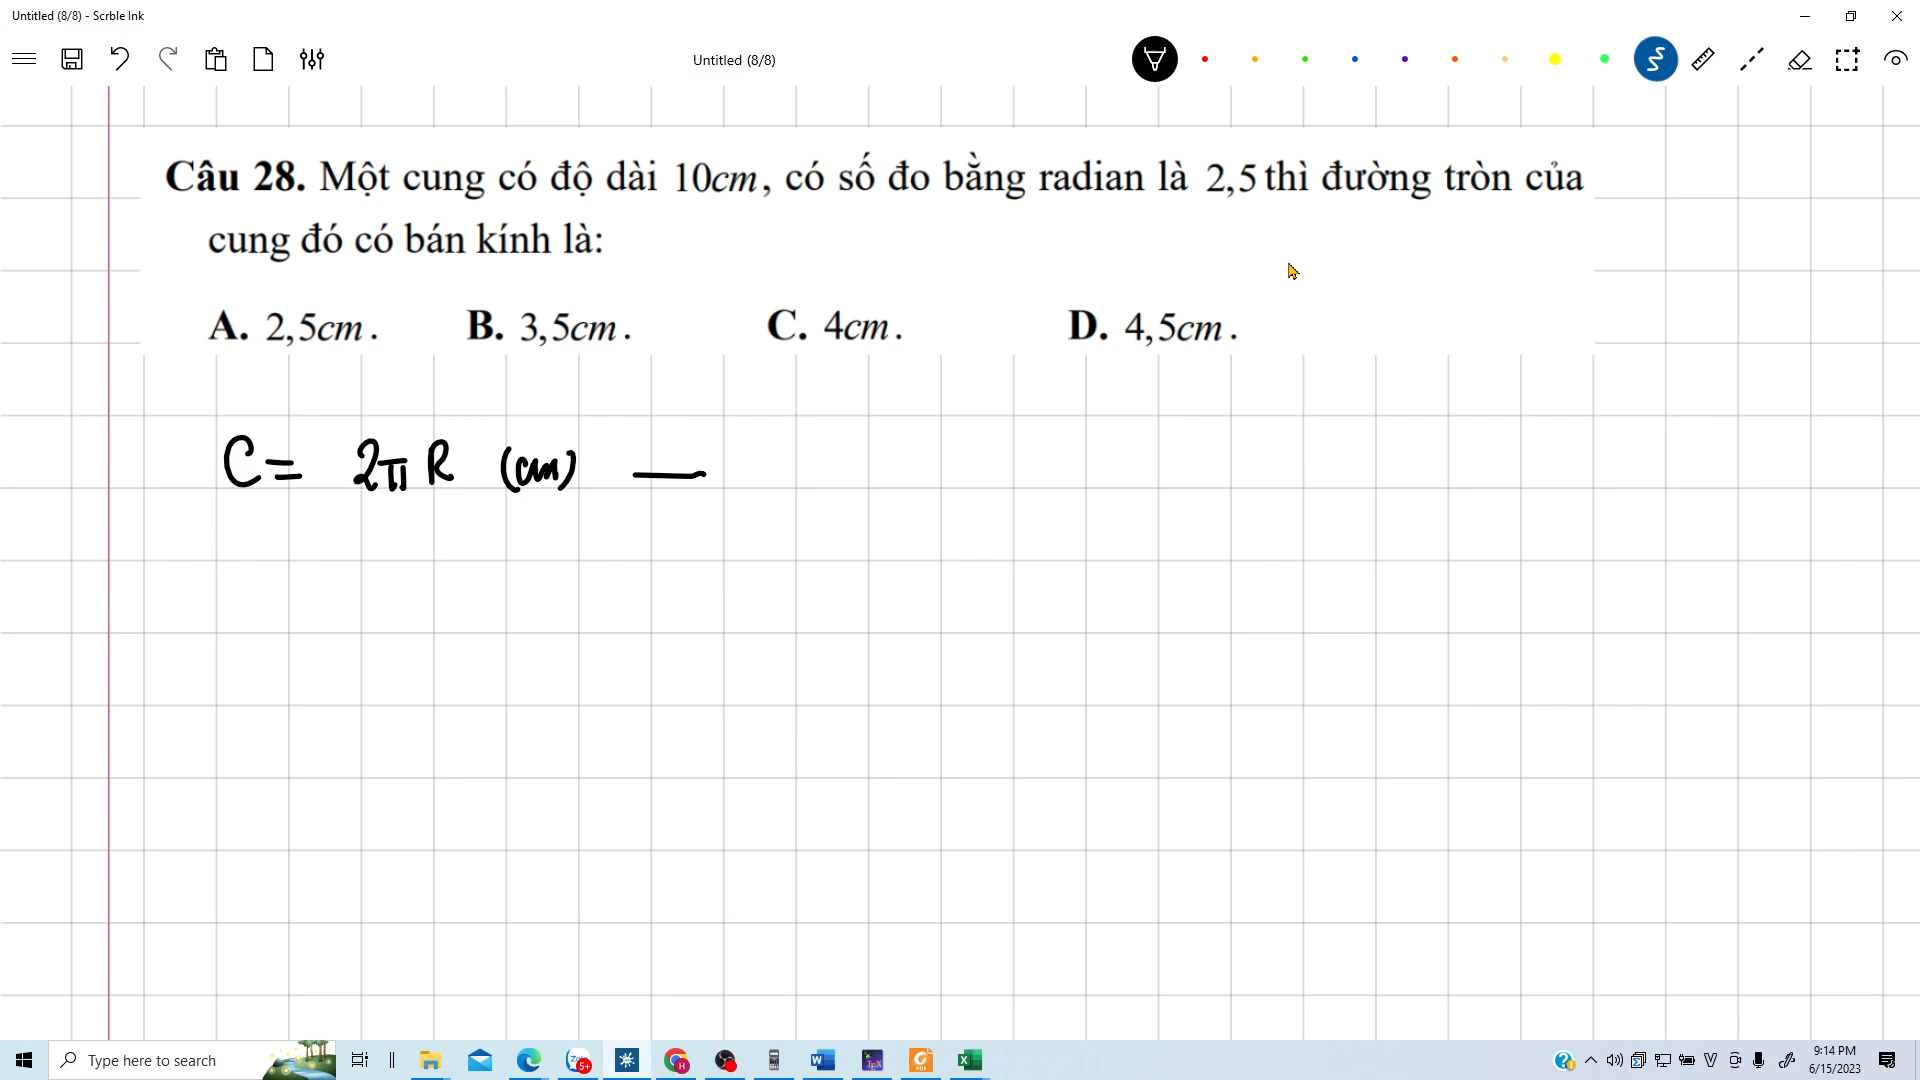 Untitled (8/8) - Scrble Ink
Untitled (8/8)
Câu 28. Một cung có độ dài 10cm, có số đo bằng radian là 2,5 thì đường tròn của
cung đó có bán kính là:
A. 2,5cm. B. 3,5cm. C. 4cm. D. 4,5cm.
C = 2π R (cm) —
Type here to search
9:14 PM
6/15/2023